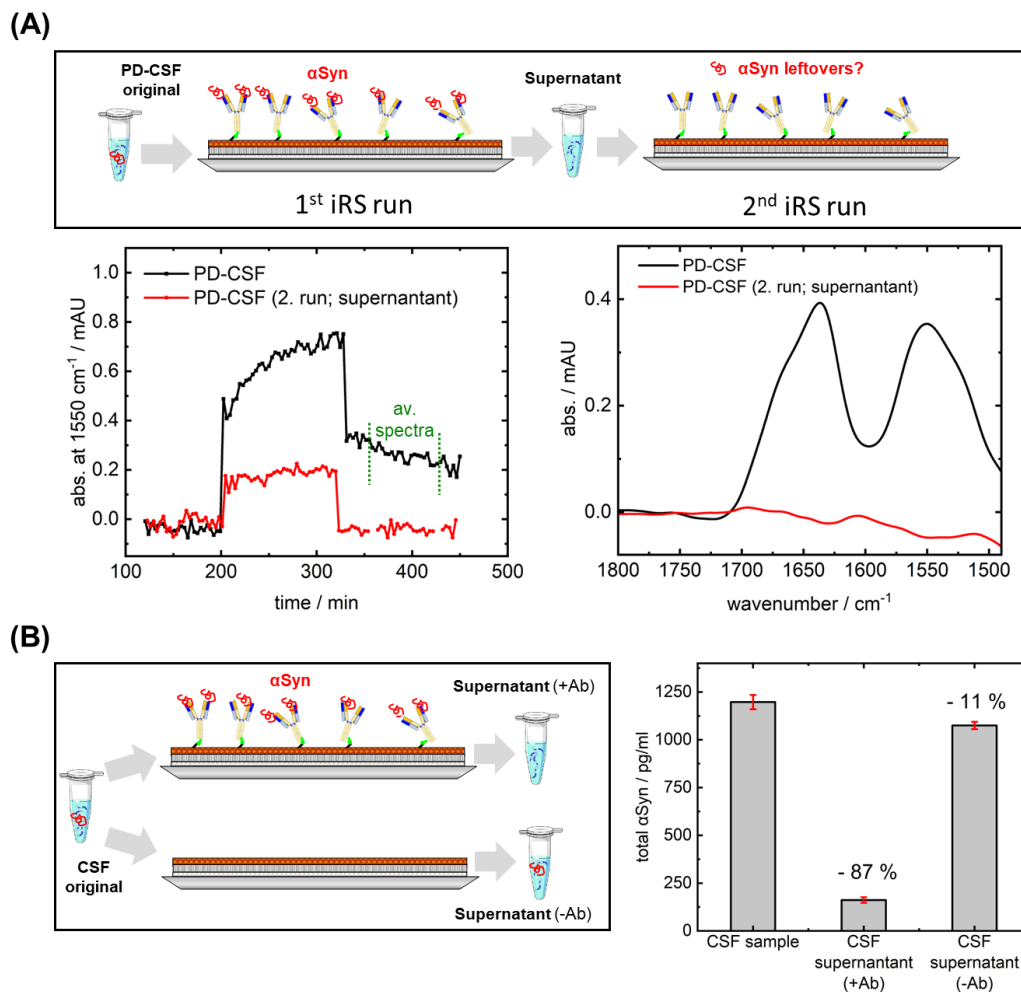 (A)
PD-CSF
original
αSyn
Supernatant
αSyn leftovers?
1st iRS run
2nd iRS run
abs. at 1550 cm⁻¹ / mAU
1.0
0.8
0.6
0.4
0.2
0.0
PD-CSF
PD-CSF (2. run; supernantant)
av.
spectra
100
200
300
400
500
time / min
abs. / mAU
0.4
0.2
0.0
PD-CSF
PD-CSF (2. run; supernatant)
1800
1750
1700
1650
1600
1550
1500
wavenumber / cm⁻¹
(B)
αSyn
Supernatant (+Ab)
CSF
original
Supernatant (-Ab)
total αSyn / pg/ml
1250
1000
750
500
250
0
- 87 %
- 11 %
CSF sample
CSF
supernantant
(+Ab)
CSF
supernatant
(-Ab)